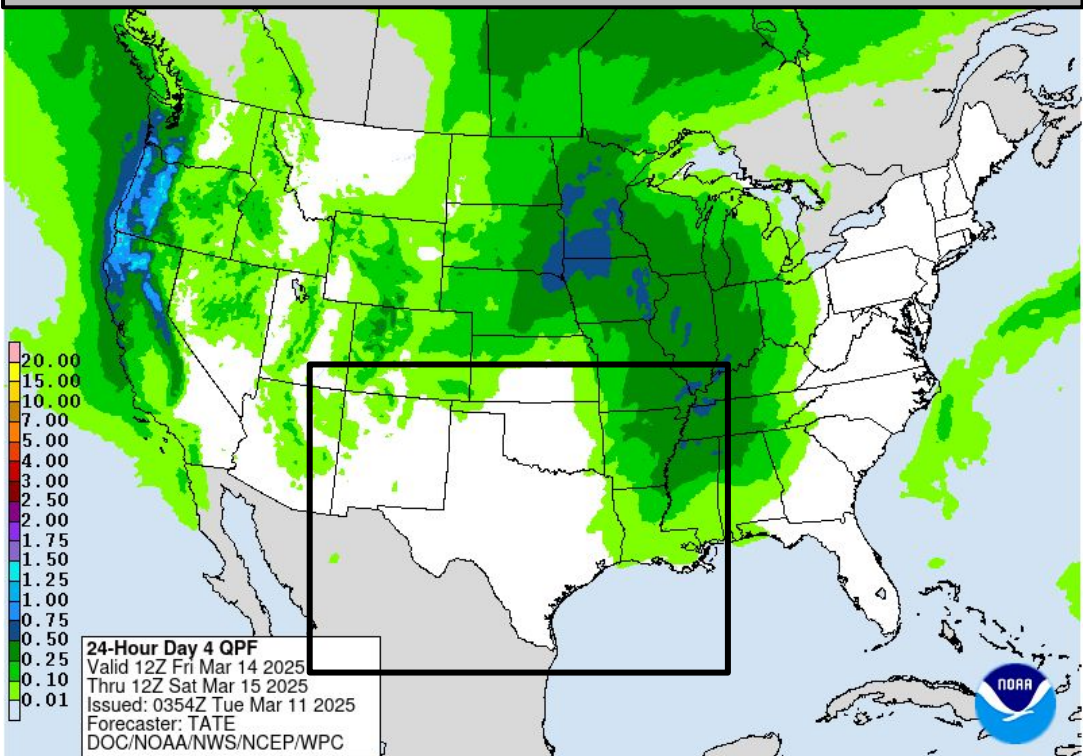 20.00
15.00
10.00
7.00
5.00
4.00
3.00
2.50
2.00
1.75
1.50
1.25
1.00
0.75
0.50
0.25
0.10
0.01
24-Hour Day 4 QPF
Valid 12Z Fri Mar 14 2025
Thru 12Z Sat Mar 15 2025
Issued: 0354Z Tue Mar 11 2025
Forecaster: TATE
DOC/NOAA/NWS/NCEP/WPC
NOAA